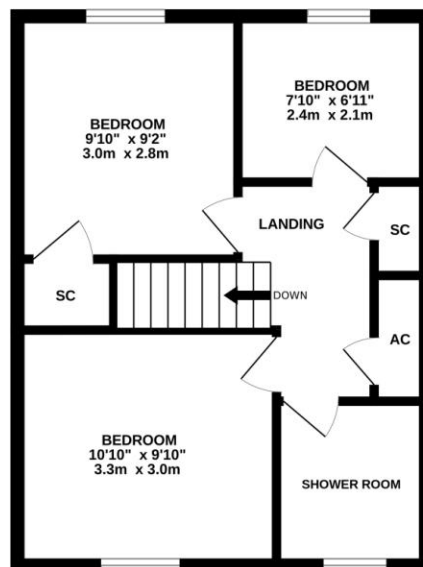 BEDROOM
9'10" x 9'2"
3.0m x 2.8m
BEDROOM
7'10" x 6'11"
2.4m x 2.1m
LANDING
SC
SC
DOWN
AC
BEDROOM
10'10" x 9'10"
3.3m x 3.0m
SHOWER ROOM